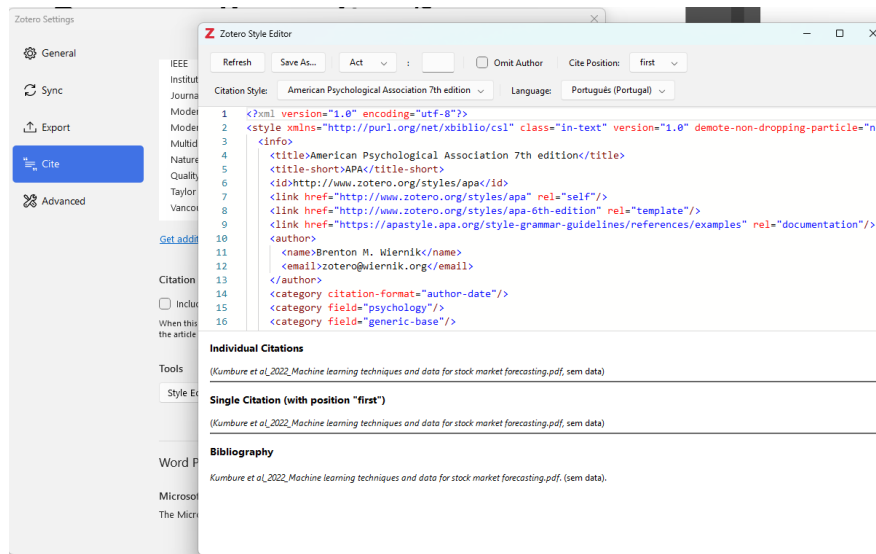 Zotero Settings
General
Sync
Export
Cite
Advanced
IEEE
Multid
Nature
Quality
Taylor
Get addit
Citation
Includ
When this
the article
Tools
Style Ed
Word P
Microsof
The Micro
Zotero Style Editor
Refresh Save As... Act : Omit Author Cite Position: first
Citation Style: American Psychological Association 7th edition Language: Português (Portugal)
1 <?xml version="1.0" encoding="utf-8"?>
2 <style xmlns="http://purl.org/net/xbiblio/csl" class="in-text" version="1.0" demote-non-dropping-particle="n
3 <info>
4 <title>American Psychological Association 7th edition</title>
5 <title-short>APA</title-short>
6 <id>http://www.zotero.org/styles/apa</id>
7 <link href="http://www.zotero.org/styles/apa" rel="self"/>
8 <link href="http://www.zotero.org/styles/apa-6th-edition" rel="template"/>
9 <link href="https://apastyle.apa.org/style-grammar-guidelines/references/examples" rel="documentation"/>
10 <author>
11 <name>Brenton M. Wiernik</name>
12 <email>zotero@wiernik.org</email>
13 </author>
14 <category citation-format="author-date"/>
15 <category field="psychology"/>
16 <category field="generic-base"/>
Individual Citations
(Kumbure et al_2022_Machine learning techniques and data for stock market forecasting.pdf, sem data)
Single Citation (with position "first")
(Kumbure et al_2022_Machine learning techniques and data for stock market forecasting.pdf, sem data)
Bibliography
Kumbure et al_2022_Machine learning techniques and data for stock market forecasting.pdf. (sem data).